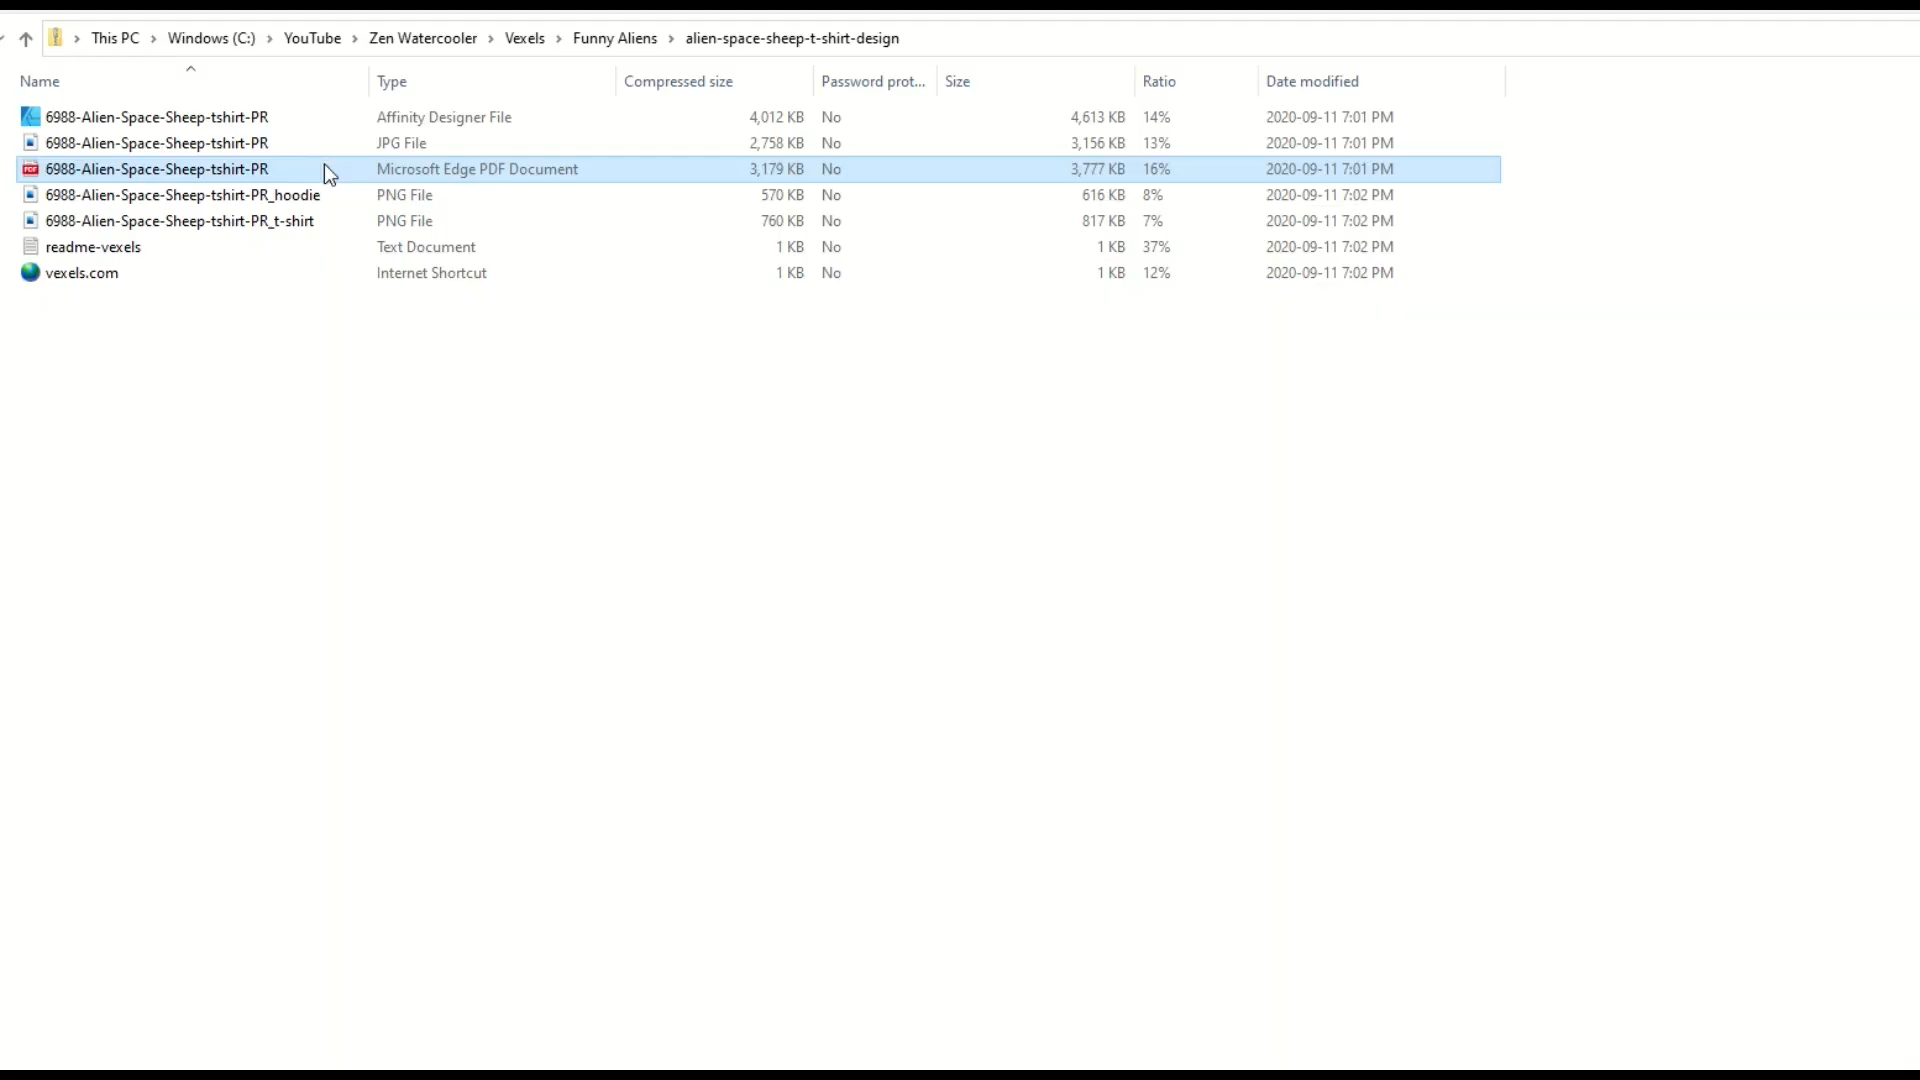 This PC > Windows (C:) > YouTube > Zen Watercooler > Vexels > Funny Aliens > alien-space-sheep-t-shirt-design
Name Type Compressed size Password prot... Size Ratio Date modified
6988-Alien-Space-Sheep-tshirt-PR Affinity Designer File 4,012 KB No 4,613 KB 14% 2020-09-11 7:01 PM
6988-Alien-Space-Sheep-tshirt-PR JPG File 2,758 KB No 3,156 KB 13% 2020-09-11 7:01 PM
PDF 6988-Alien-Space-Sheep-tshirt-PR Microsoft Edge PDF Document 3,179 KB No 3,777 KB 16% 2020-09-11 7:01 PM
6988-Alien-Space-Sheep-tshirt-PR_hoodie PNG File 570 KB No 616 KB 8% 2020-09-11 7:02 PM
6988-Alien-Space-Sheep-tshirt-PR_t-shirt PNG File 760 KB No 817 KB 7% 2020-09-11 7:02 PM
readme-vexels Text Document 1 KB No 1 KB 37% 2020-09-11 7:02 PM
vexels.com Internet Shortcut 1 KB No 1 KB 12% 2020-09-11 7:02 PM